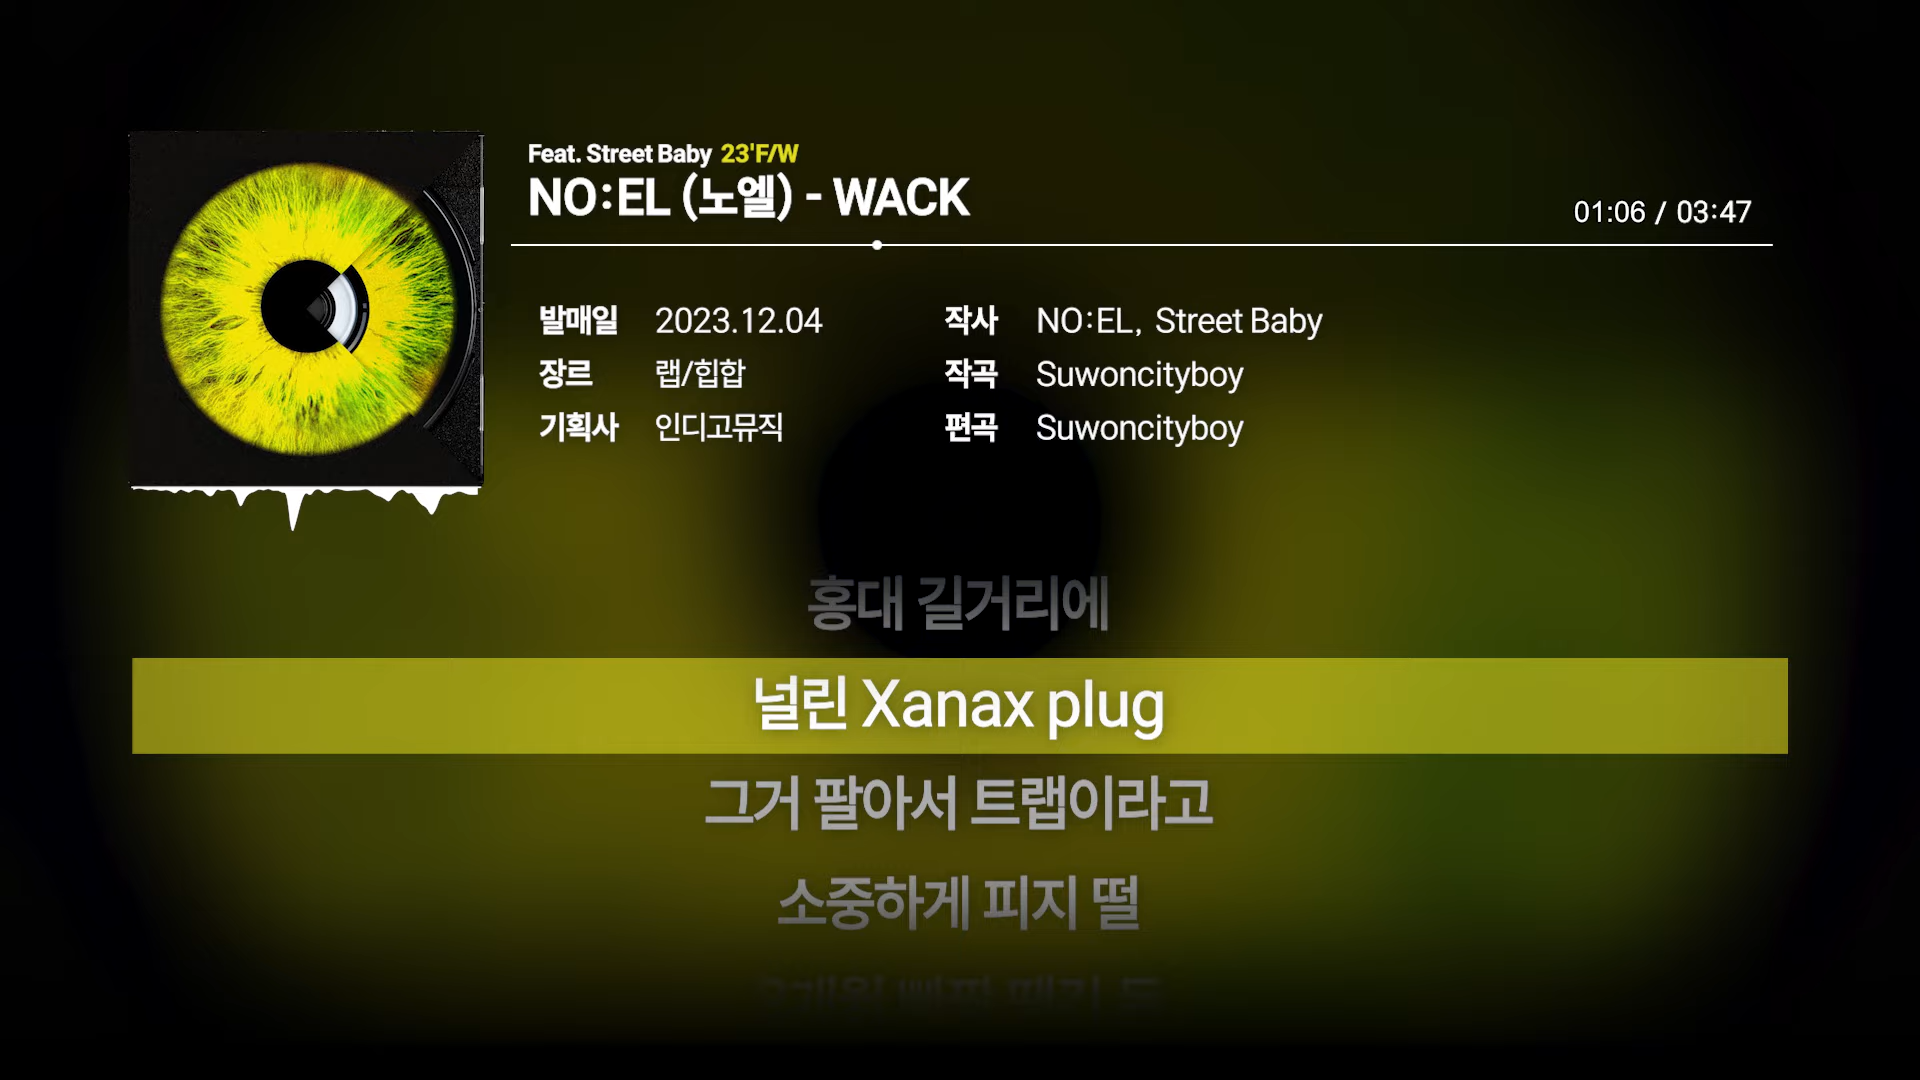 Feat. Street Baby 23'F/W
NO:EL (노엘) - WACK
01:06 / 03:47
발매일 2023.12.04 작사 NO:EL, Street Baby
장르 랩/힙합 작곡 Suwoncityboy
기획사 인디고뮤직 편곡 Suwoncityboy
홍대 길거리에
널린 Xanax plug
그거 팔아서 트랩이라고
소중하게 피지 떨